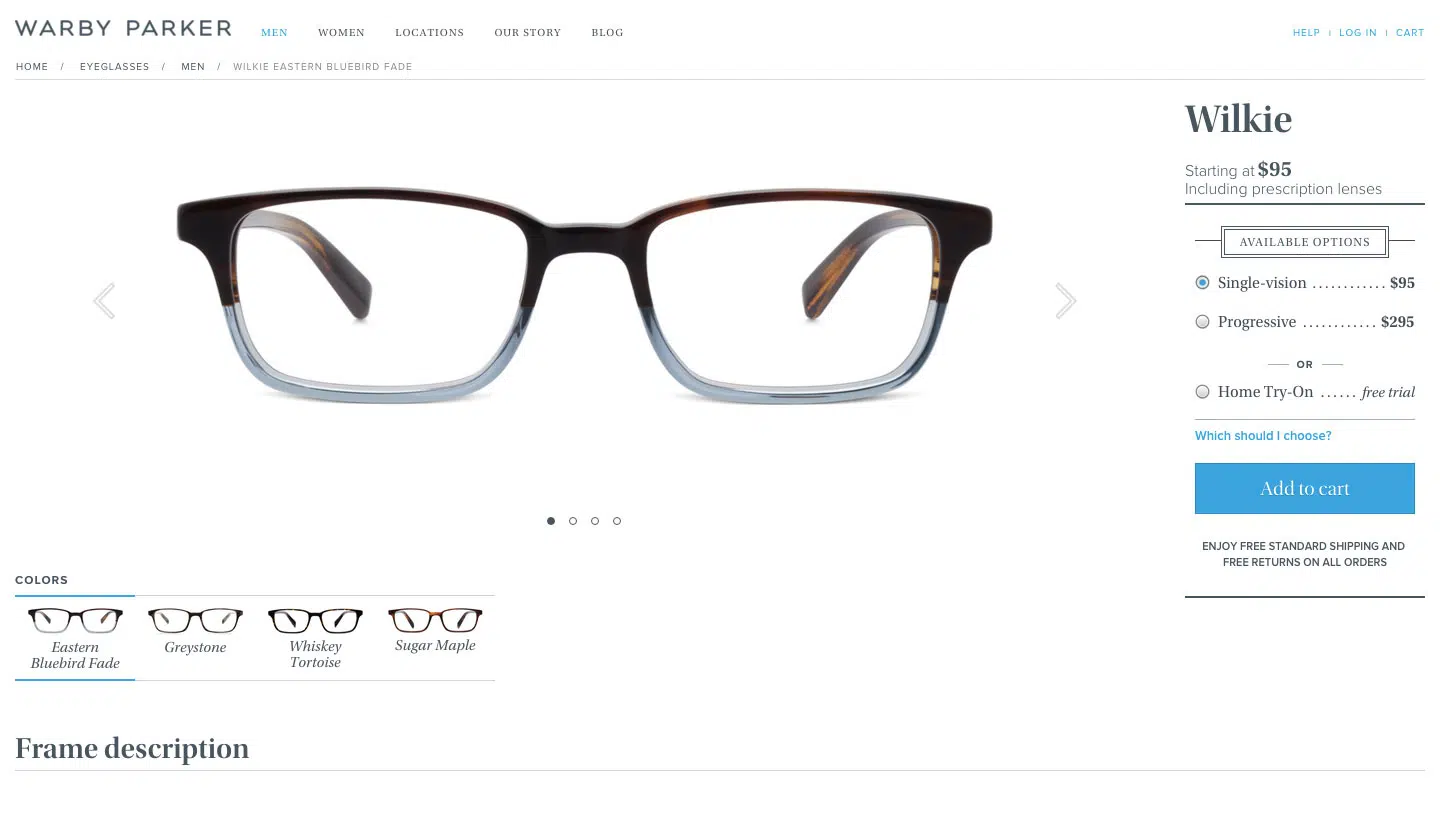 WARBY PARKER MEN WOMEN LOCATIONS OUR STORY BLOG HELP | LOG IN | CART
HOME / EYEGLASSES / MEN / WILKIE EASTERN BLUEBIRD FADE
Wilkie
Starting at $95
Including prescription lenses
AVAILABLE OPTIONS
Single-vision ............ $95
Progressive ............ $295
OR
Home Try-On ...... free trial
Which should I choose?
Add to cart
ENJOY FREE STANDARD SHIPPING AND
FREE RETURNS ON ALL ORDERS
COLORS
Eastern
Bluebird Fade
Greystone
Whiskey
Tortoise
Sugar Maple
Frame description